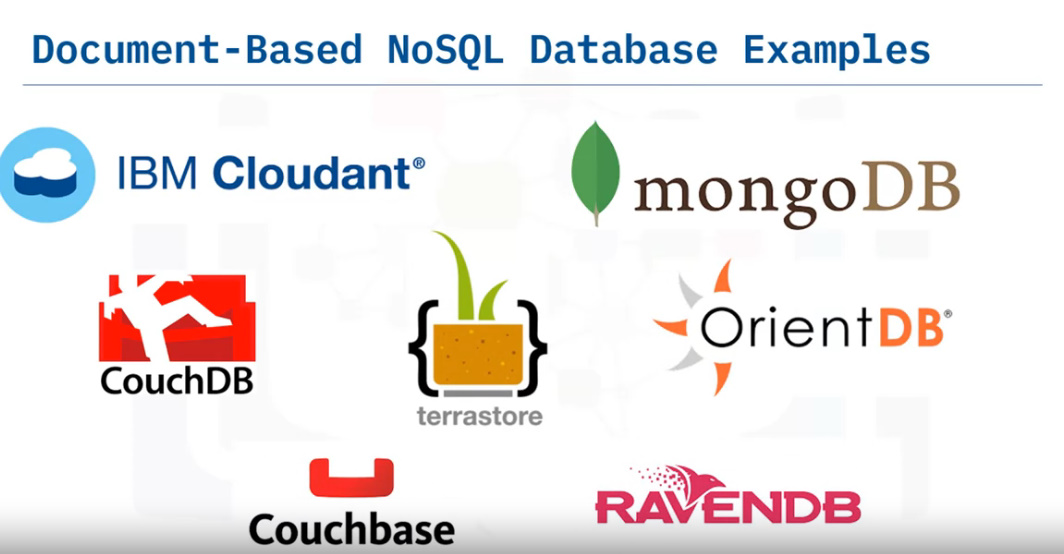 Document-Based NoSQL Database Examples
IBM Cloudant®
mongoDB
CouchDB
terrastore
OrientDB®
Couchbase
RAVENDB